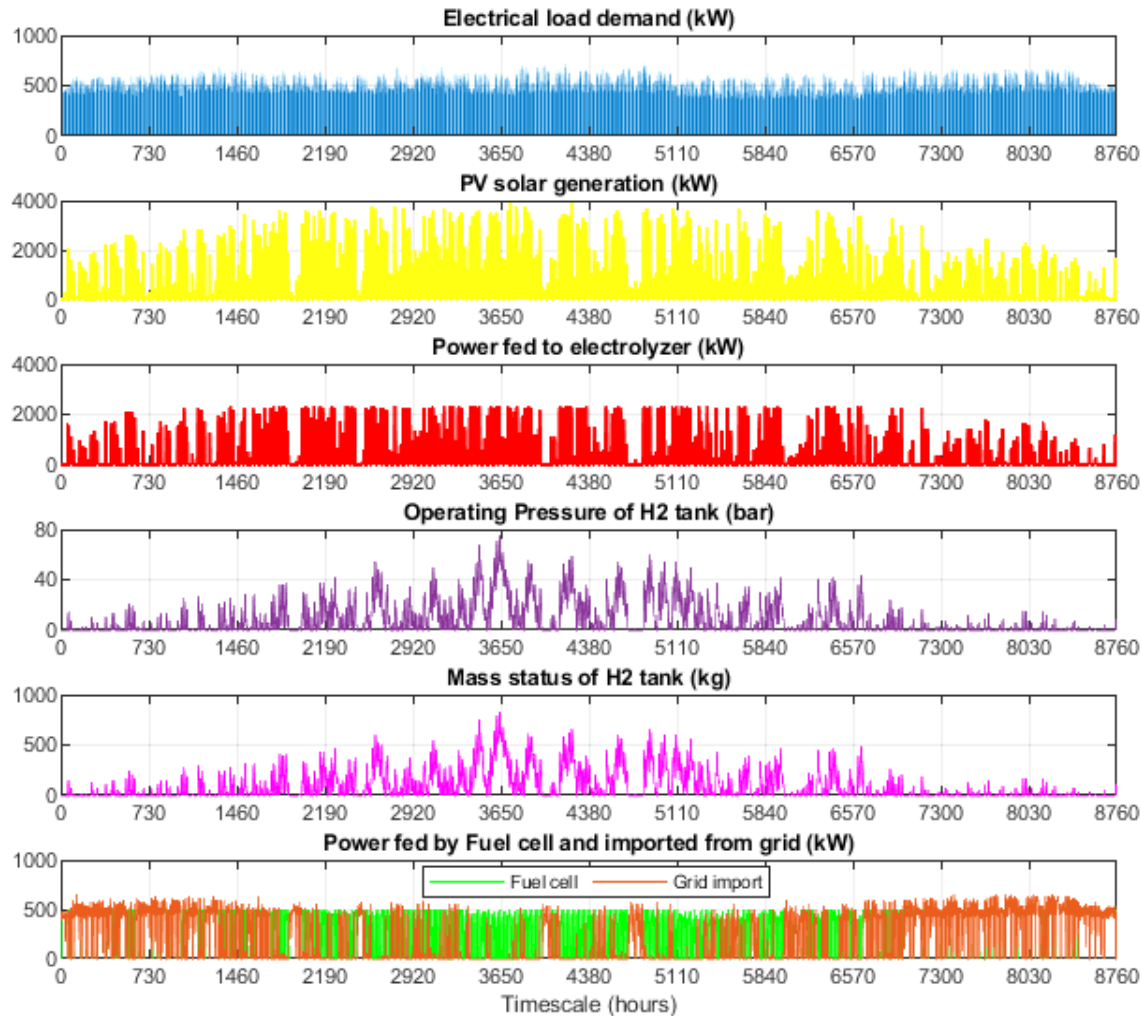 Electrical load demand (kW)
1000
500
0
0 730 1460 2190 2920 3650 4380 5110 5840 6570 7300 8030 8760
PV solar generation (kW)
4000
2000
0
0 730 1460 2190 2920 3650 4380 5110 5840 6570 7300 8030 8760
Power fed to electrolyzer (kW)
4000
2000
0
0 730 1460 2190 2920 3650 4380 5110 5840 6570 7300 8030 8760
Operating Pressure of H2 tank (bar)
80
40
0
0 730 1460 2190 2920 3650 4380 5110 5840 6570 7300 8030 8760
Mass status of H2 tank (kg)
1000
500
0
0 730 1460 2190 2920 3650 4380 5110 5840 6570 7300 8030 8760
Power fed by Fuel cell and imported from grid (kW)
1000
Fuel cell Grid import
500
0
0 730 1460 2190 2920 3650 4380 5110 5840 6570 7300 8030 8760
Timescale (hours)